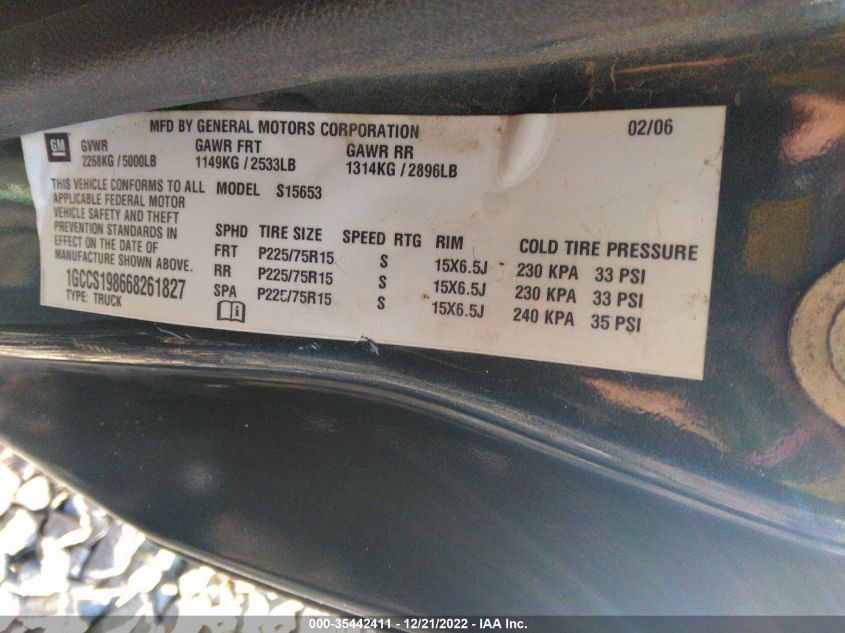 MFD BY GENERAL MOTORS CORPORATION 02/06
GM GVWR GAWR FRT GAWR RR
2268KG / 5000LB 1149KG / 2533LB 1314KG / 2896LB
THIS VEHICLE CONFORMS TO ALL
APPLICABLE FEDERAL MOTOR
VEHICLE SAFETY AND THEFT
PREVENTION STANDARDS IN
EFFECT ON THE DATE OF
MANUFACTURE SHOWN ABOVE.
1GCCS198668261827
TYPE: TRUCK
MODEL S15653
SPHD TIRE SIZE SPEED RTG RIM COLD TIRE PRESSURE
FRT P225/75R15 S 15X6.5J 230 KPA 33 PSI
RR P225/75R15 S 15X6.5J 230 KPA 33 PSI
SPA P225/75R15 S 15X6.5J 240 KPA 35 PSI
000-35442411 - 12/21/2022 - IAA Inc.